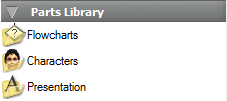 Parts Library
? Flowcharts
Characters
A Presentation